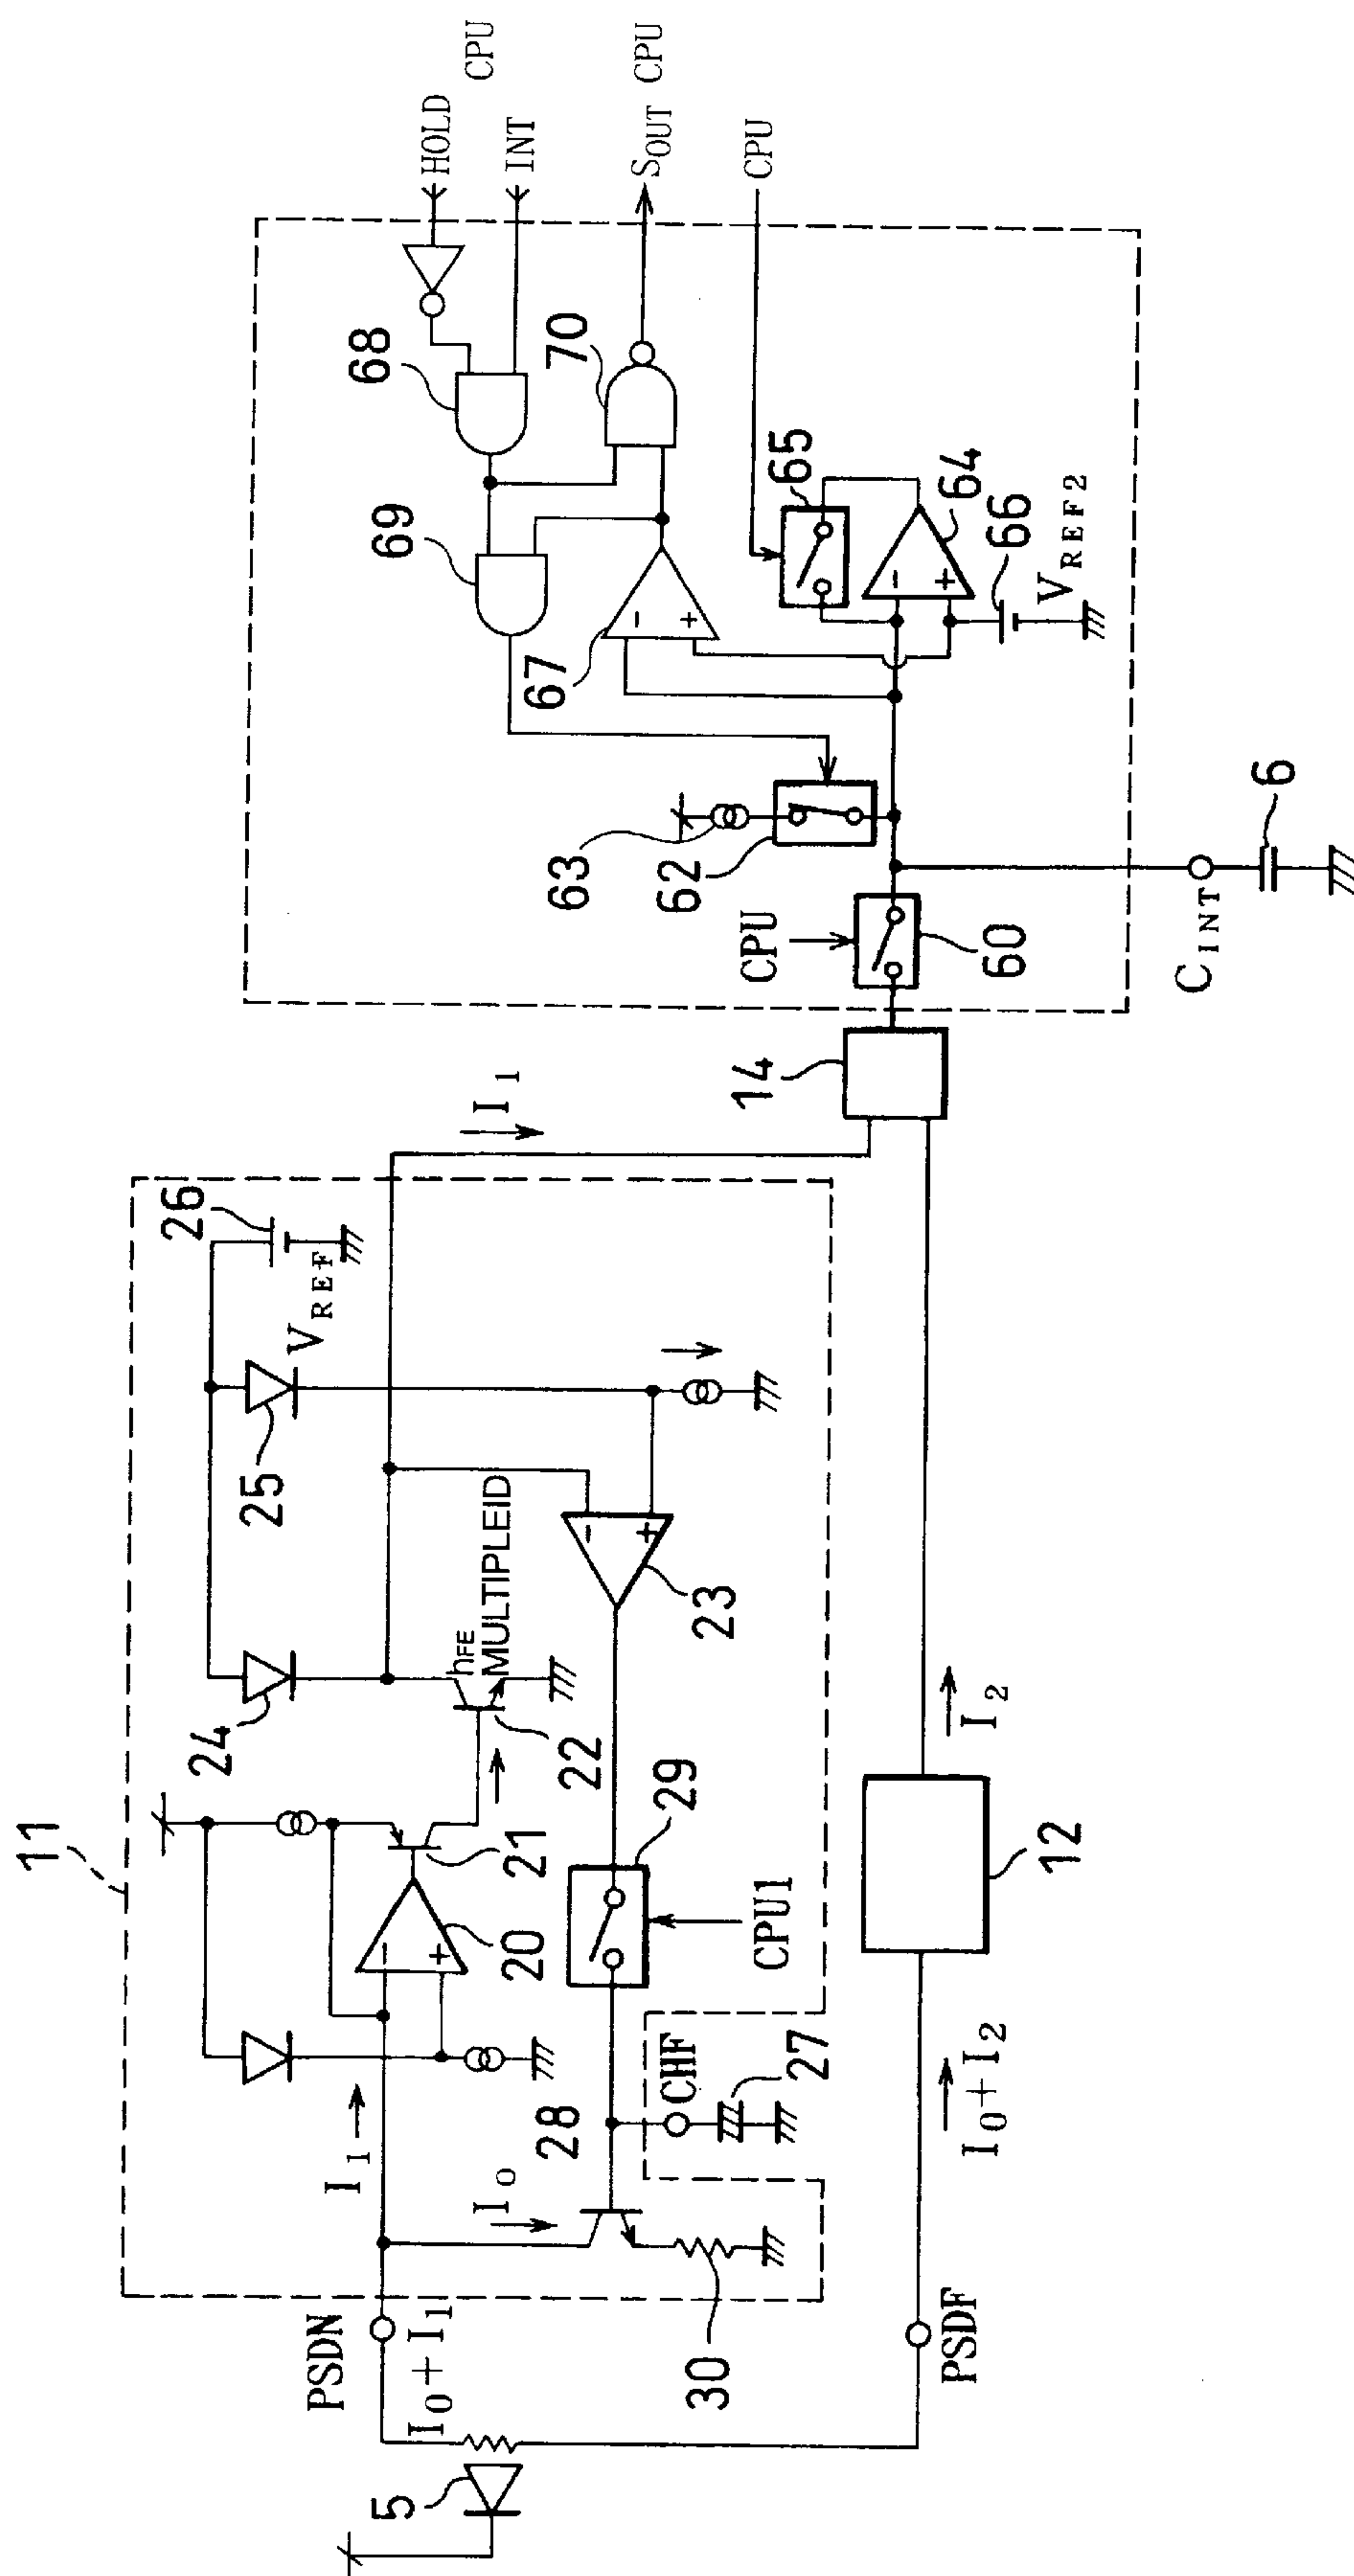 11
PSDN
I0+I1
I1
I0
28
CHF
27
30
5
20
21
22
hFE
MULTIPLEID
24
25
26
VREF
23
29
CPU1
I1
PSDF
I0+I2
12
I2
14
CPU
60
62
63
CINT
6
67
69
68
70
65
64
66
VREF2
HOLD
CPU
INT
SOUT
CPU
CPU